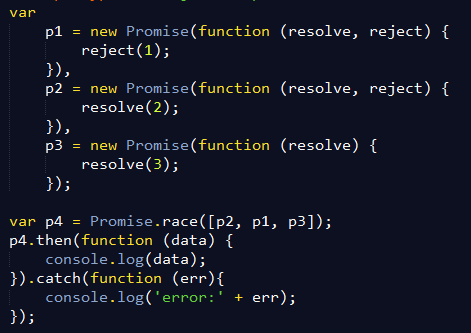 var
    p1 = new Promise(function (resolve, reject) {
        reject(1);
    }),
    p2 = new Promise(function (resolve, reject) {
        resolve(2);
    }),
    p3 = new Promise(function (resolve) {
        resolve(3);
    });

var p4 = Promise.race([p2, p1, p3]);
p4.then(function (data) {
    console.log(data);
}).catch(function (err){
    console.log('error:' + err);
});